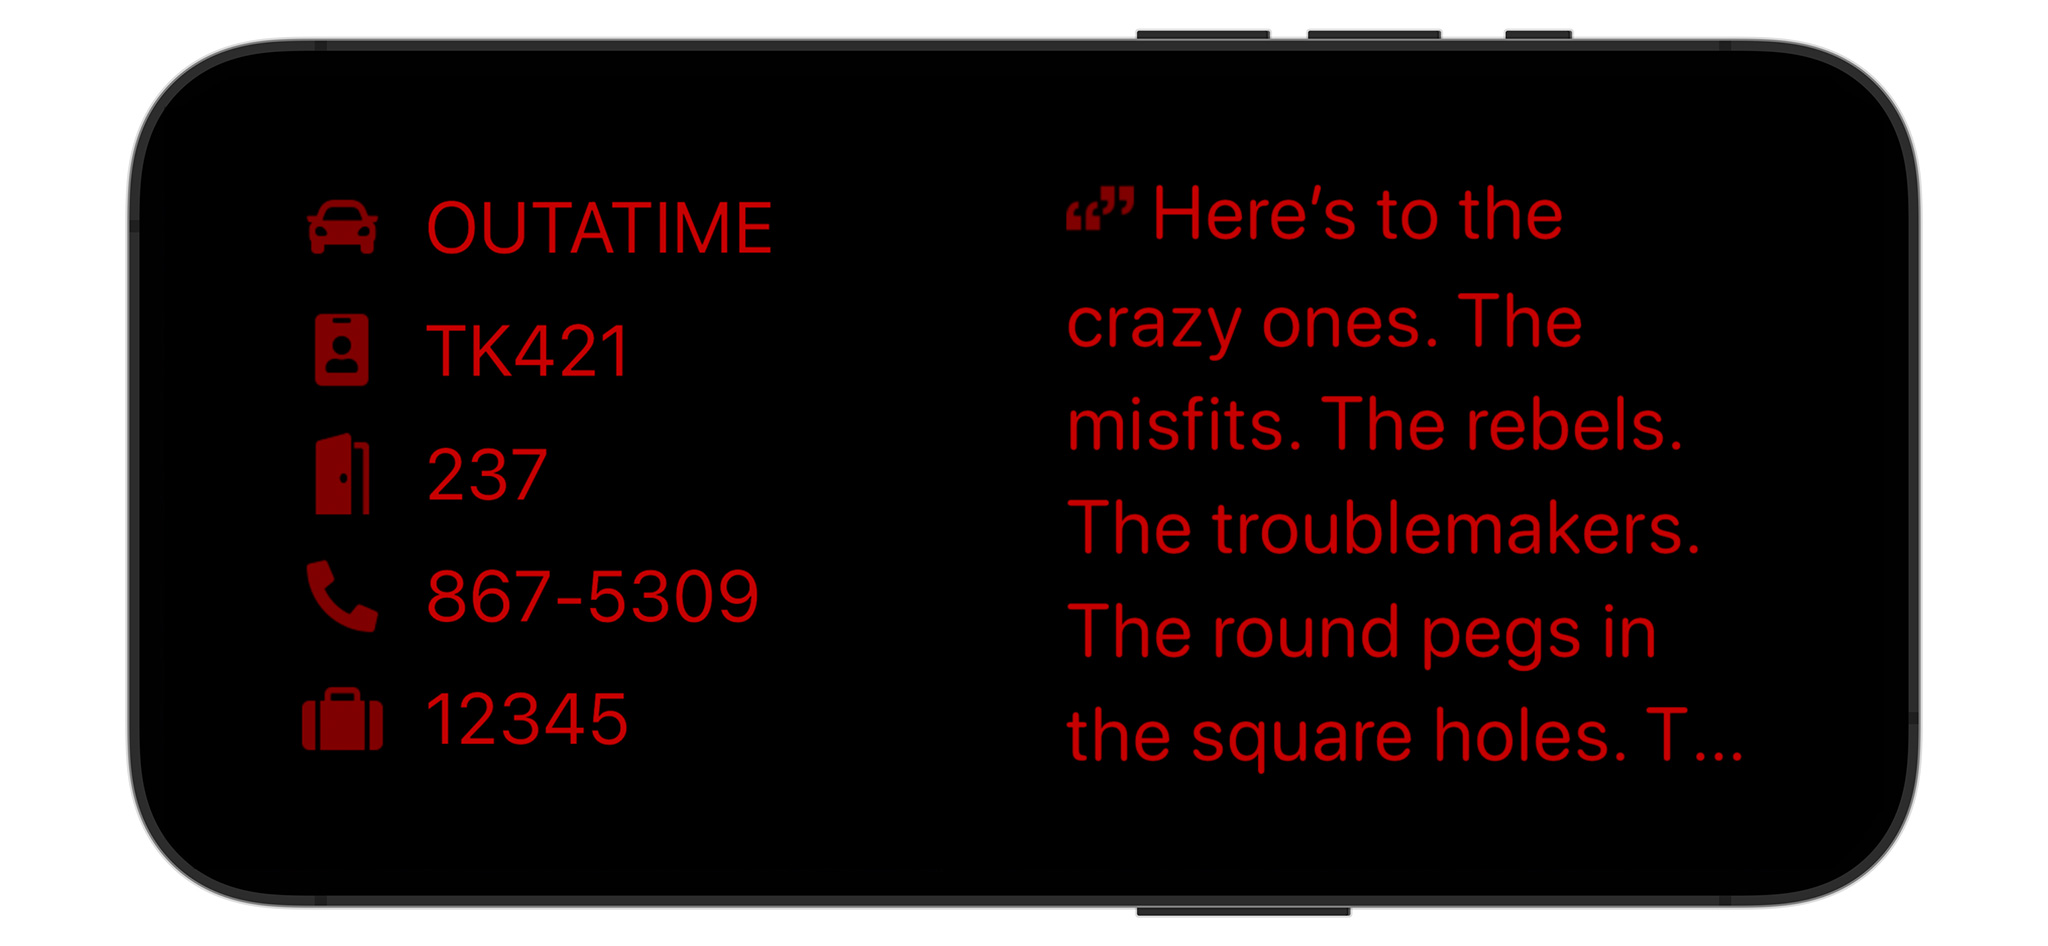 OUTATIME
TK421
237
867-5309
12345
❝❞ Here’s to the
crazy ones. The
misfits. The rebels.
The troublemakers.
The round pegs in
the square holes. T…